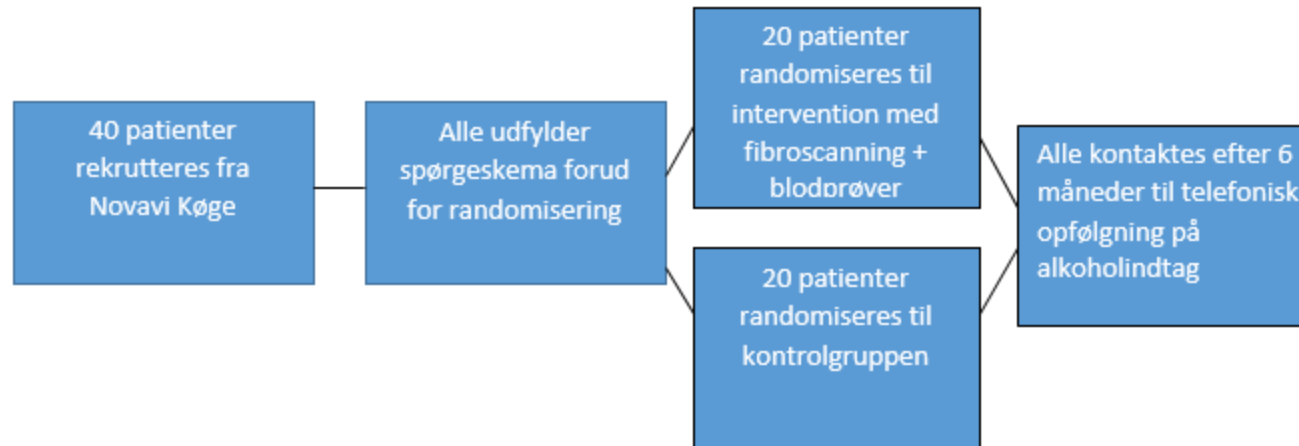 40 patienter
rekrutteres fra
Novavi Køge
Alle udfylder
spørgeskema forud
for randomisering
20 patienter
randomiseres til
intervention med
fibroscanning +
blodprøver
20 patienter
randomiseres til
kontrolgruppen
Alle kontaktes efter 6
måneder til telefonisk
opfølgning på
alkoholindtag